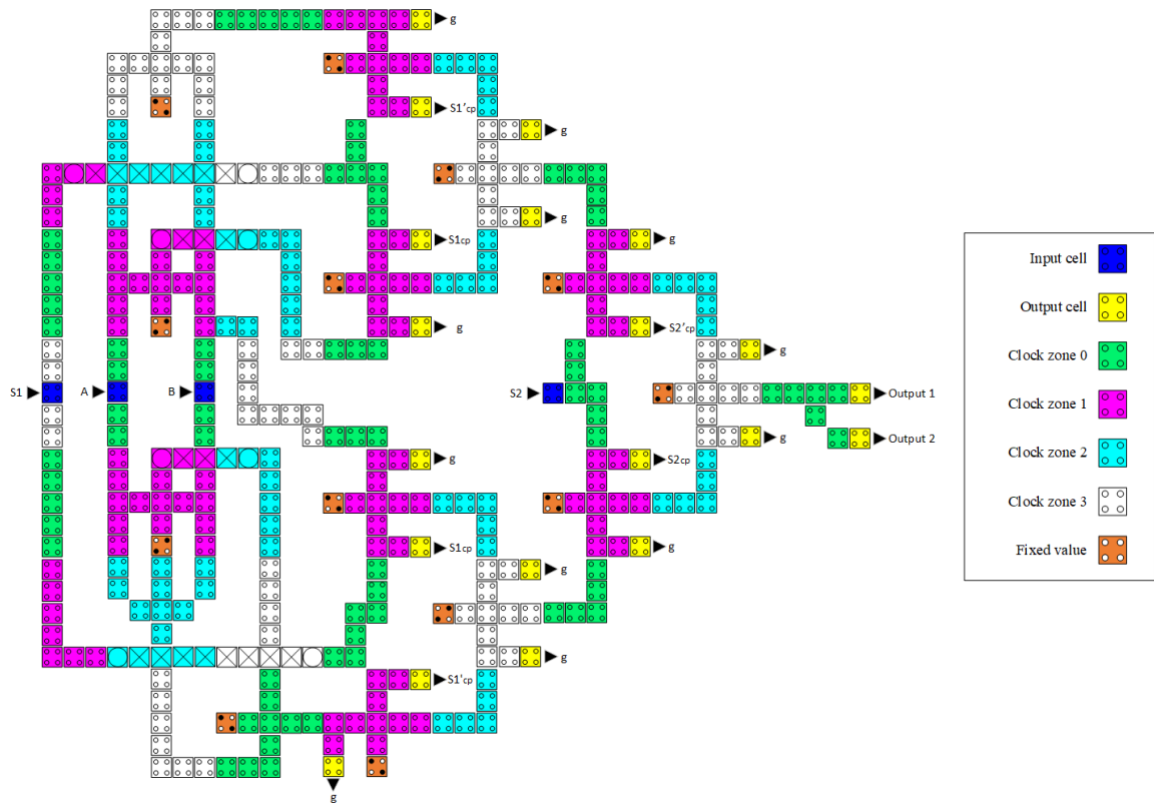 g
S1'cp
g
g
S1cp
g
g
S2'cp
g
g
S1
A
B
S2
Output 1
Output 2
g
g
S2cp
S1cp
g
g
g
S1'cp
g
Input cell
Output cell
Clock zone 0
Clock zone 1
Clock zone 2
Clock zone 3
Fixed value